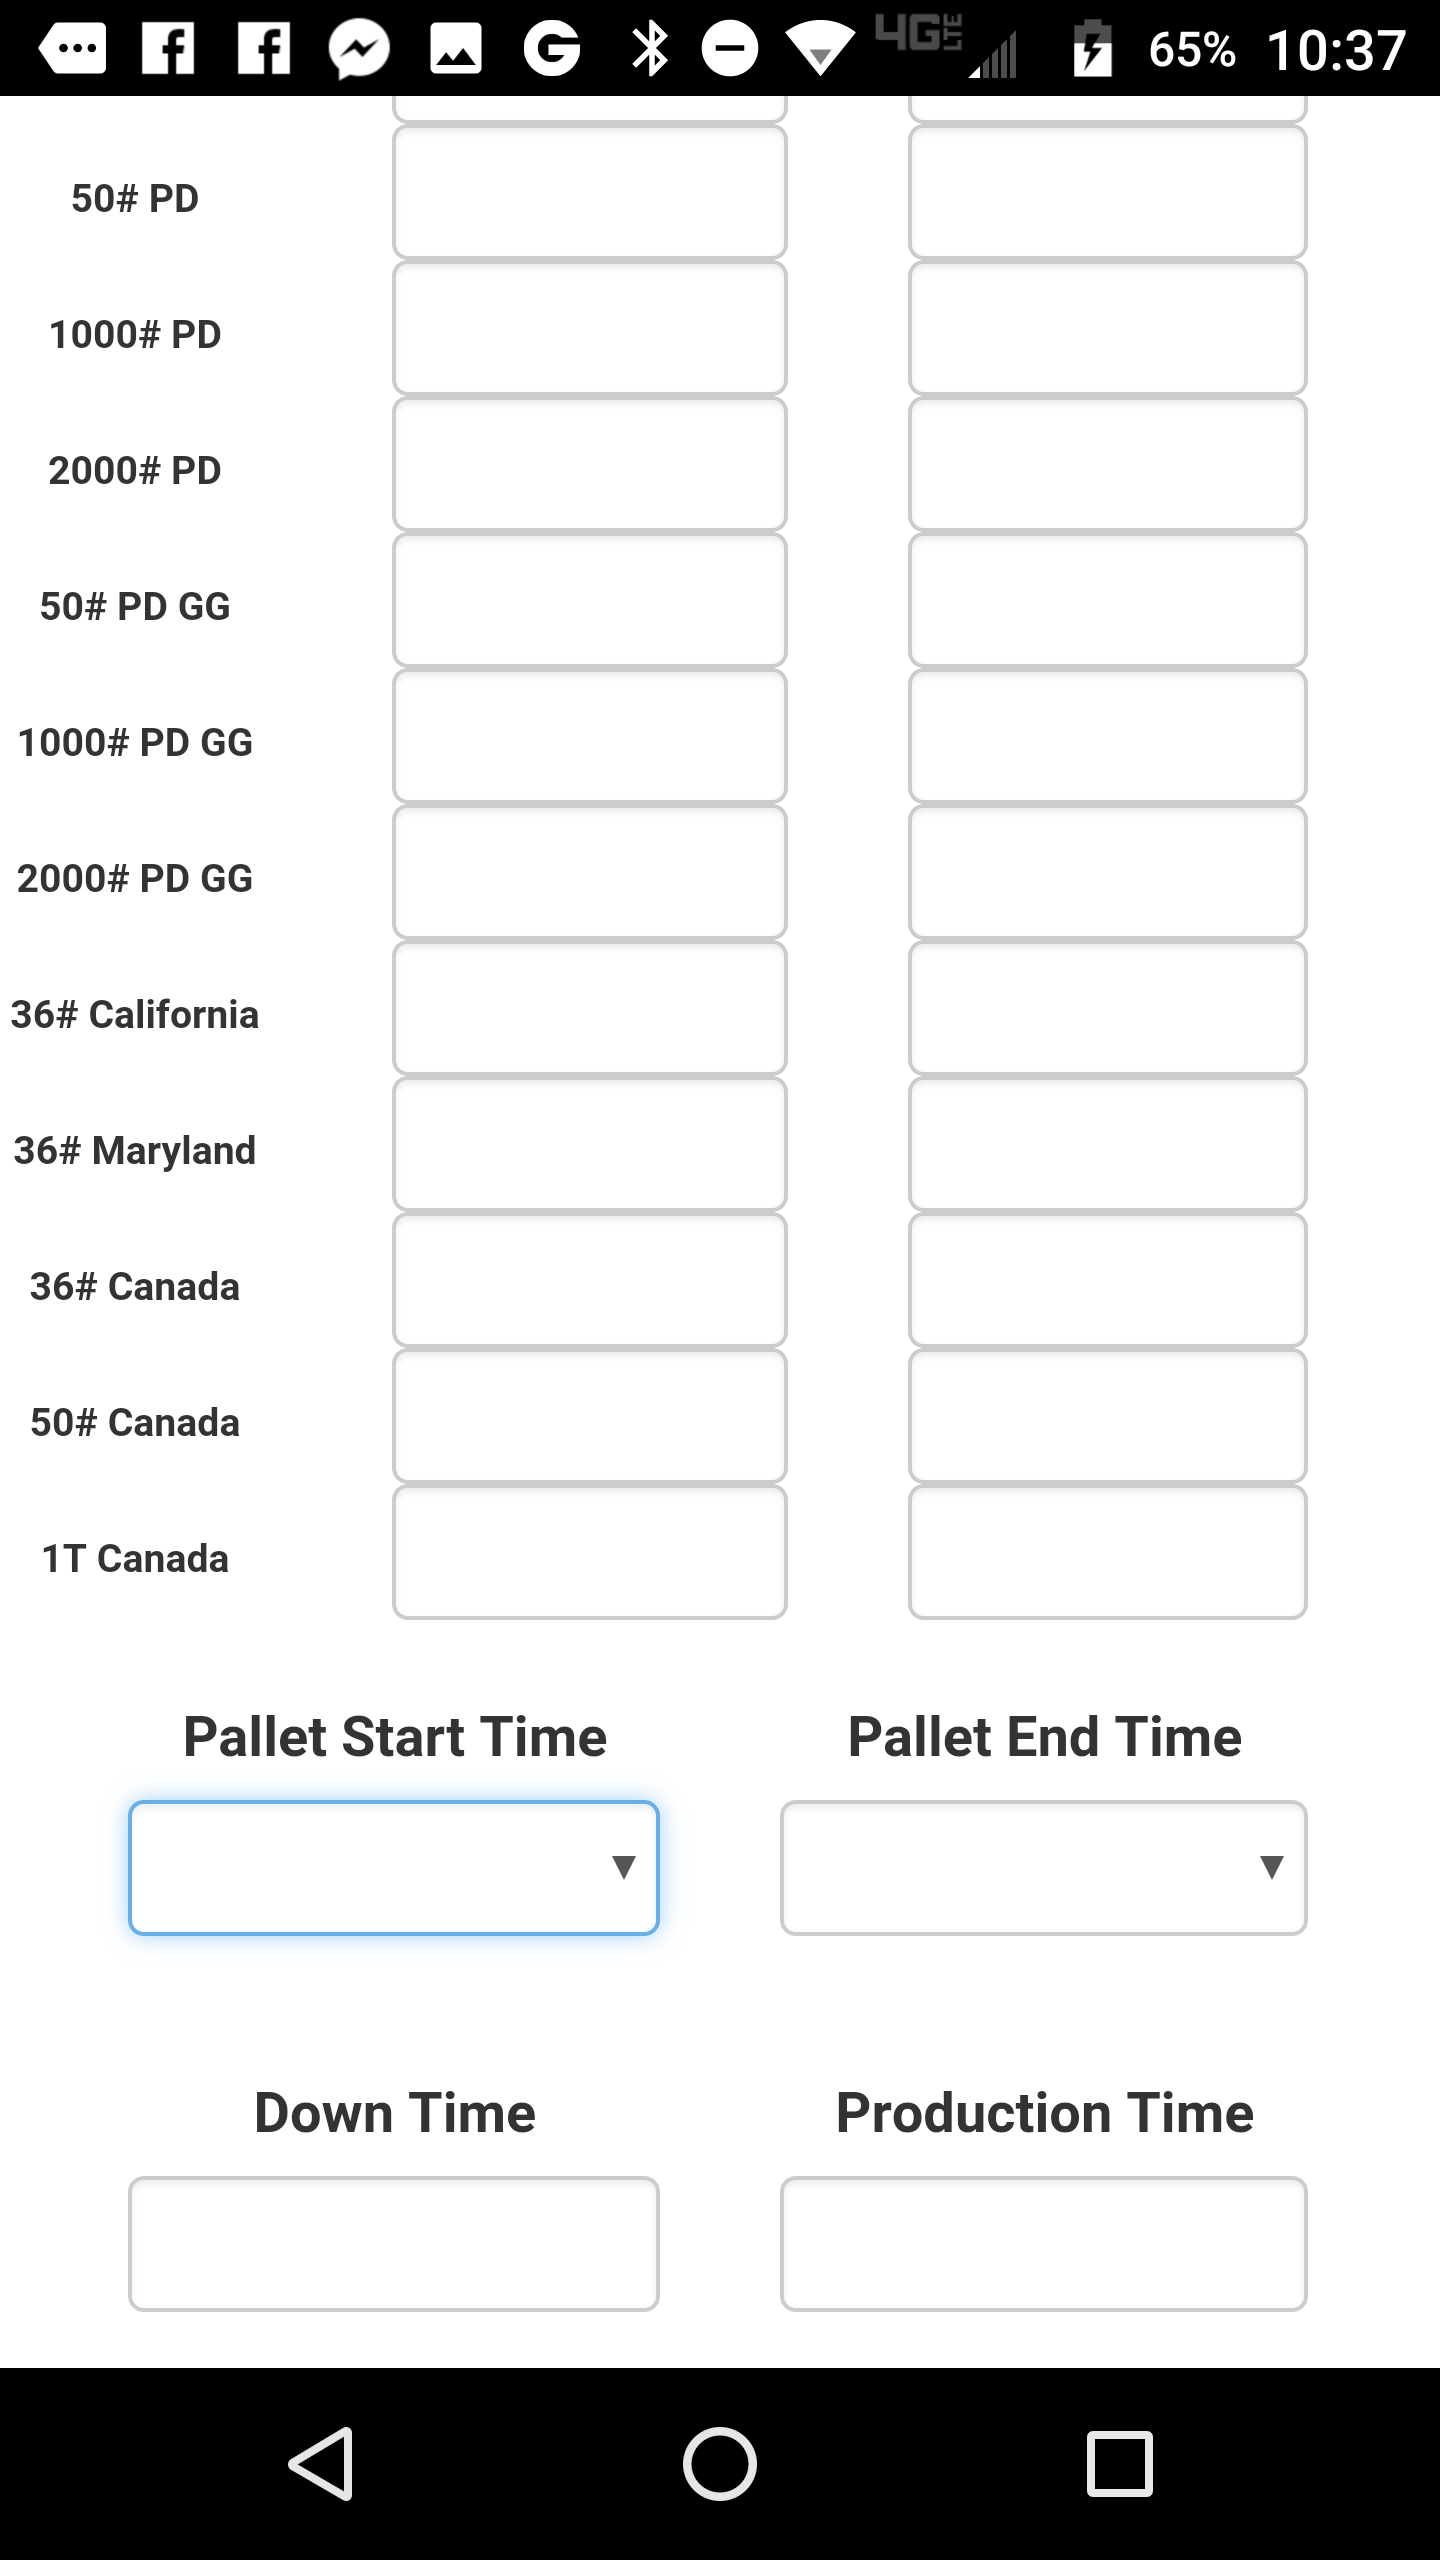 4G LTE 65% 10:37
50# PD
1000# PD
2000# PD
50# PD GG
1000# PD GG
2000# PD GG
36# California
36# Maryland
36# Canada
50# Canada
1T Canada
Pallet Start Time Pallet End Time
Down Time Production Time